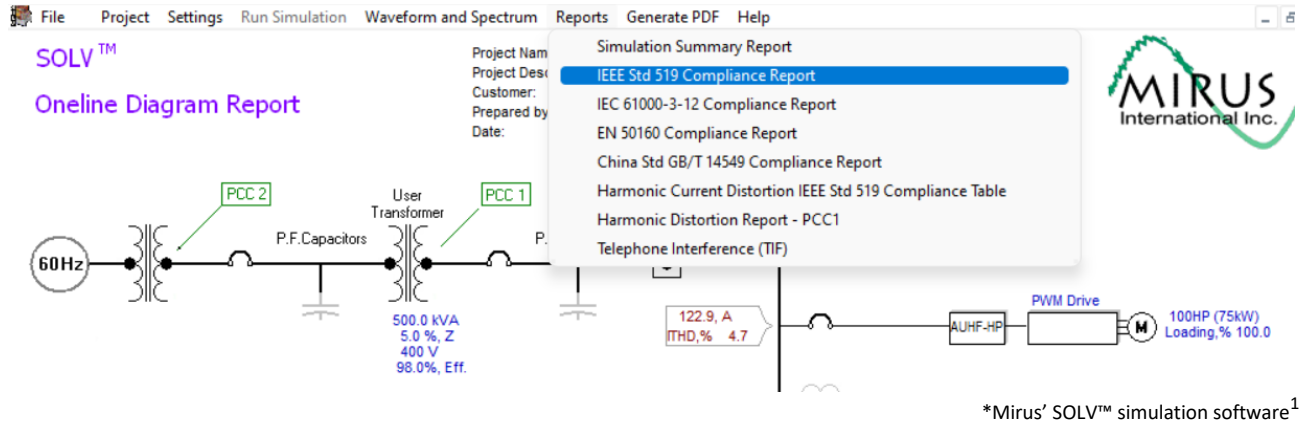 File Project Settings Run Simulation Waveform and Spectrum Reports Generate PDF Help
SOLV™
Oneline Diagram Report
Project Nam
Project Desc
Customer:
Prepared by
Date:
Simulation Summary Report
IEEE Std 519 Compliance Report
IEC 61000-3-12 Compliance Report
EN 50160 Compliance Report
China Std GB/T 14549 Compliance Report
Harmonic Current Distortion IEEE Std 519 Compliance Table
Harmonic Distortion Report - PCC1
Telephone Interference (TIF)
MIRUS
International Inc.
PCC 2
User
Transformer
PCC 1
P.F.Capacitors
P.
60Hz
500.0 kVA
5.0 %, Z
400 V
98.0%, Eff.
122.9, A
ITHD,% 4.7
AUHF-HP
PWM Drive
M
100HP (75kW)
Loading,% 100.0
*Mirus’ SOLV™ simulation software1